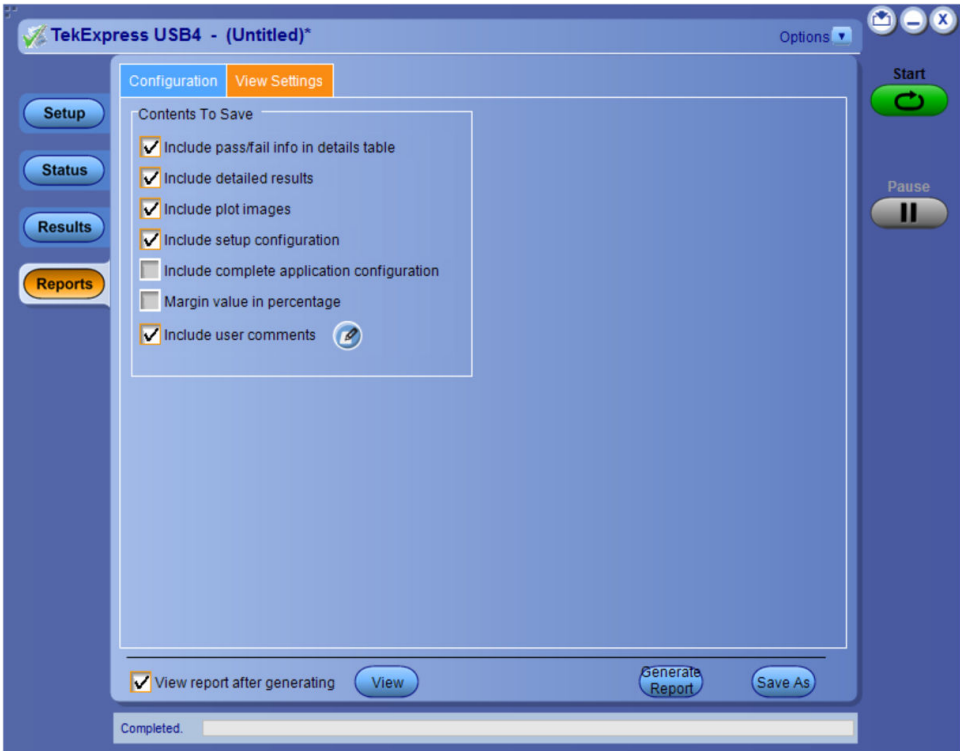 TekExpress USB4 - (Untitled)*
Options
X
Start
Configuration
View Settings
Setup
Contents To Save
Include pass/fail info in details table
Status
Include detailed results
Pause
Include plot images
Results
Include setup configuration
Include complete application configuration
Reports
Margin value in percentage
Include user comments
View report after generating
View
Generate
Report
Save As
Completed.